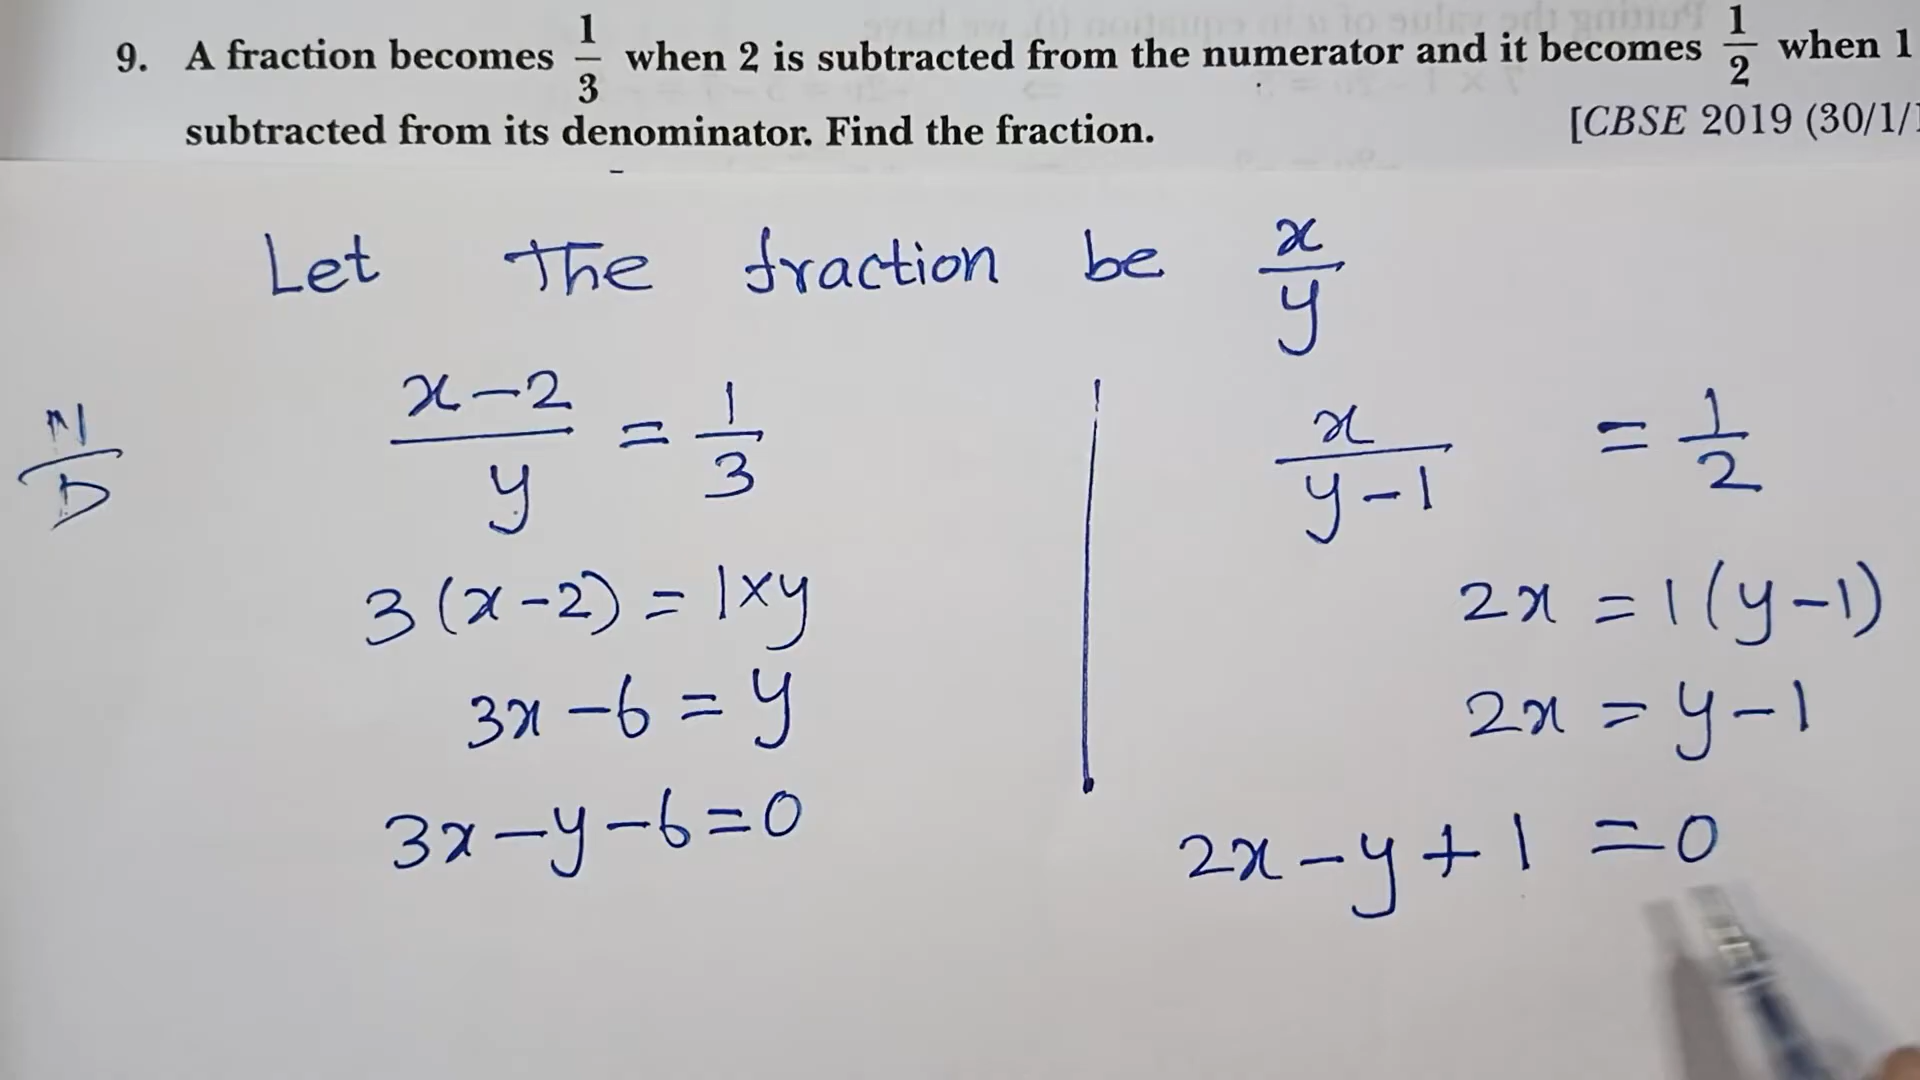 9. A fraction becomes 1/3 when 2 is subtracted from the numerator and it becomes 1/2 when 1
subtracted from its denominator. Find the fraction. [CBSE 2019 (30/1/1
Let The fraction be x/y
N/D
(x-2)/y = 1/3
3(x-2) = 1×y
3x-6 = y
3x-y-6=0
x/(y-1) = 1/2
2x = 1(y-1)
2x = y-1
2x-y+1=0